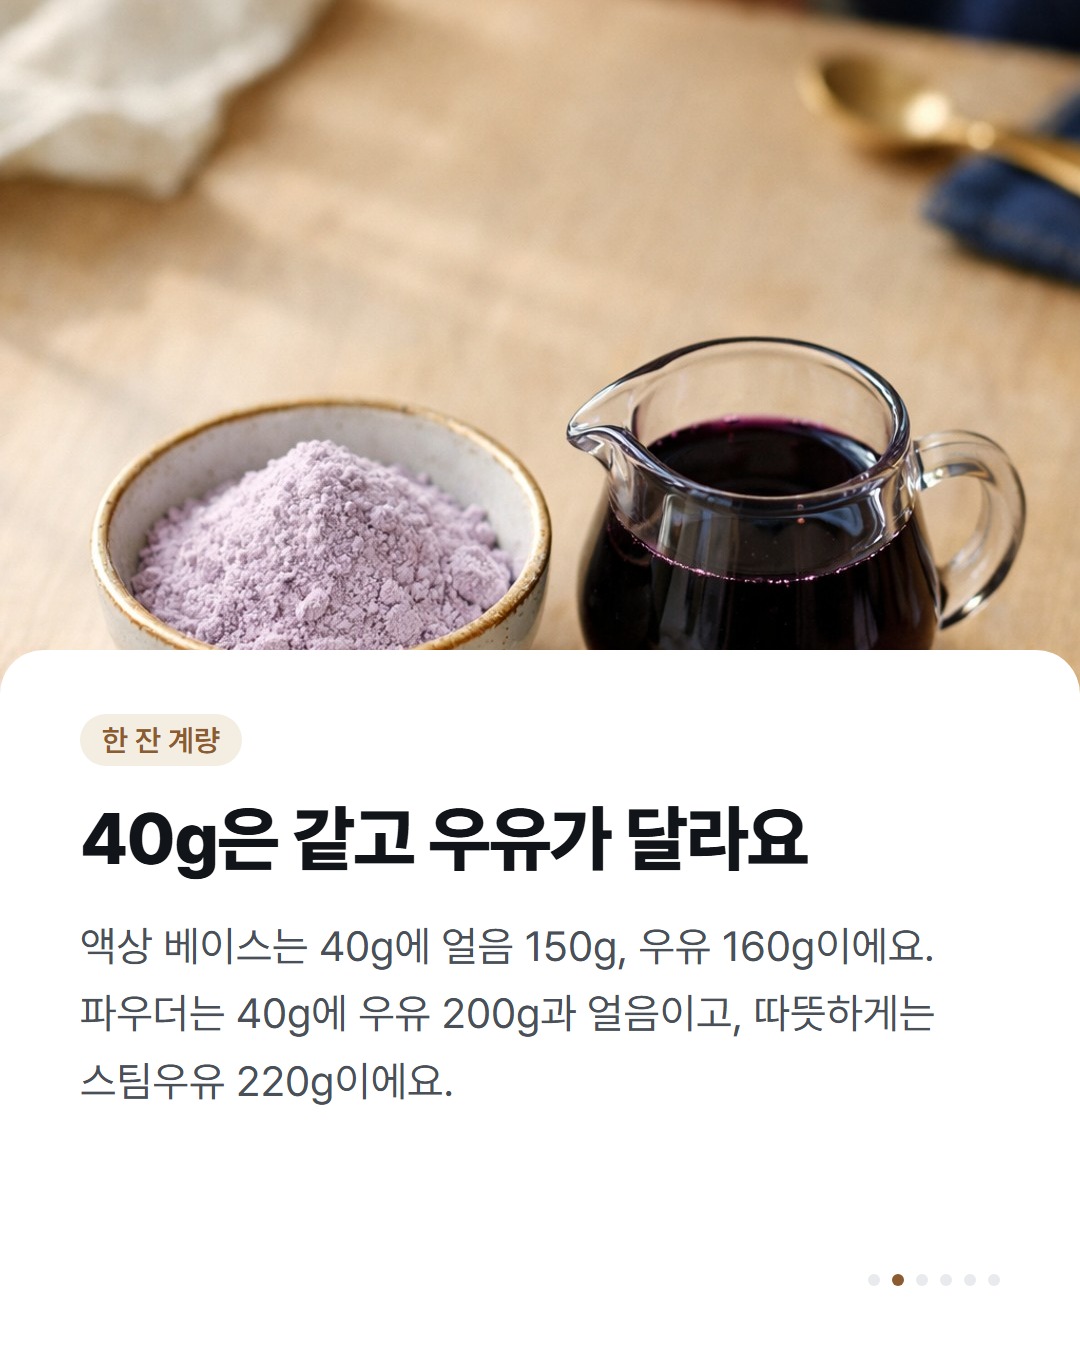 한 잔 계량
40g은 같고 우유가 달라요
액상 베이스는 40g에 얼음 150g, 우유 160g이에요.
파우더는 40g에 우유 200g과 얼음이고, 따뜻하게는
스팀우유 220g이에요.